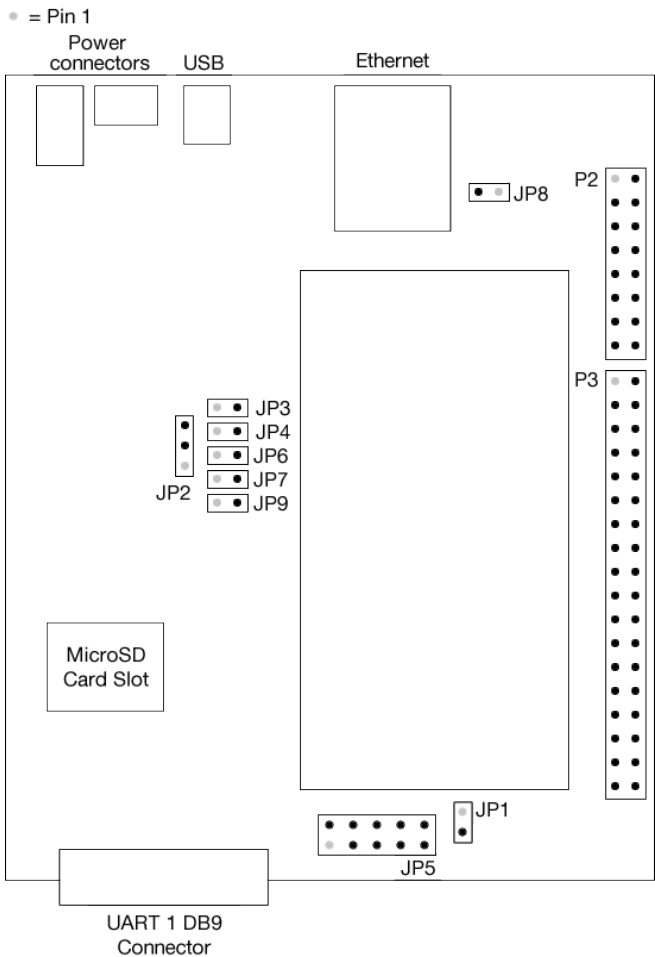 = Pin 1
Power
connectors
USB
Ethernet
P2
JP8
P3
JP3
JP4
JP6
JP7
JP2
JP9
MicroSD
Card Slot
JP1
JP5
UART 1 DB9
Connector